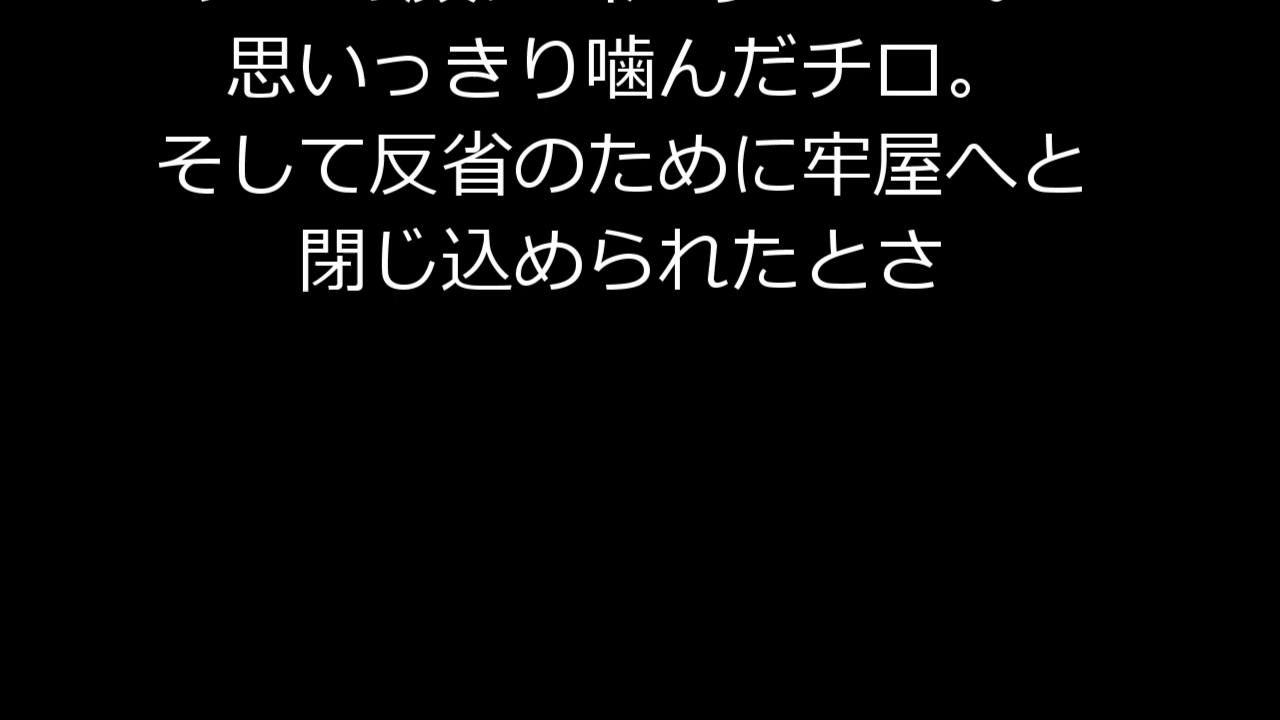 思いっきり噛んだチロ。
そして反省のために牢屋へと
閉じ込められたとさ